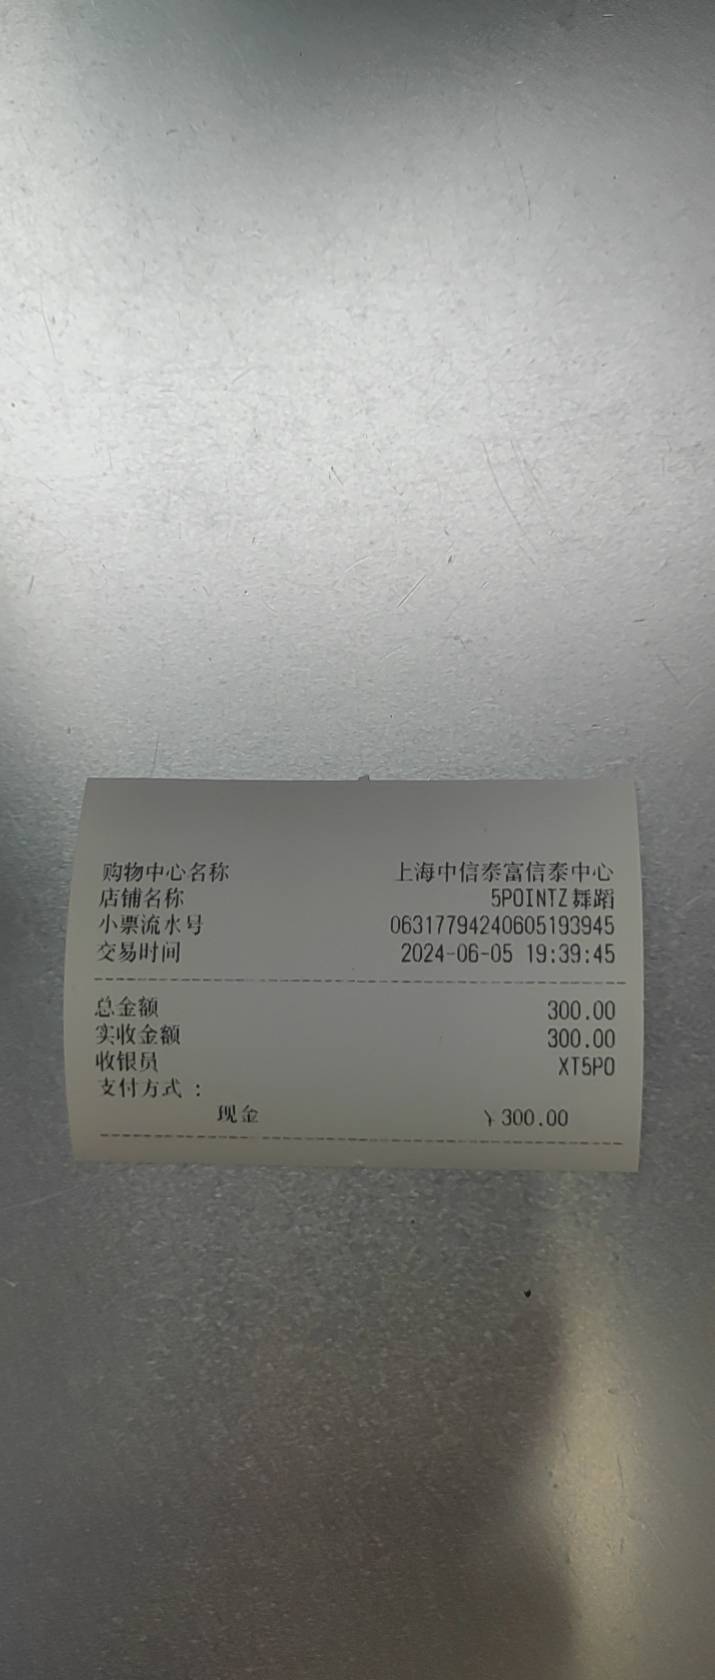 购物中心名称 上海中信泰富信泰中心
店铺名称 5POINTZ舞蹈
小票流水号 06317794240605193945
交易时间 2024-06-05 19:39:45
总金额 300.00
实收金额 300.00
收银员 XT5PO
支付方式：
现金 ¥300.00